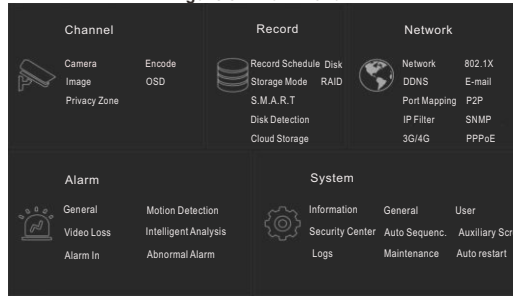 Channel
Camera Encode
Image OSD
Privacy Zone
Record
Record Schedule Disk
Storage Mode RAID
S.M.A.R.T
Disk Detection
Cloud Storage
Network
Network 802.1X
DDNS E-mail
Port Mapping P2P
IP Filter SNMP
3G/4G PPPoE
Alarm
General Motion Detection
Video Loss Intelligent Analysis
Alarm In Abnormal Alarm
System
Information General User
Security Center Auto Sequenc. Auxiliary Scr
Logs Maintenance Auto restart